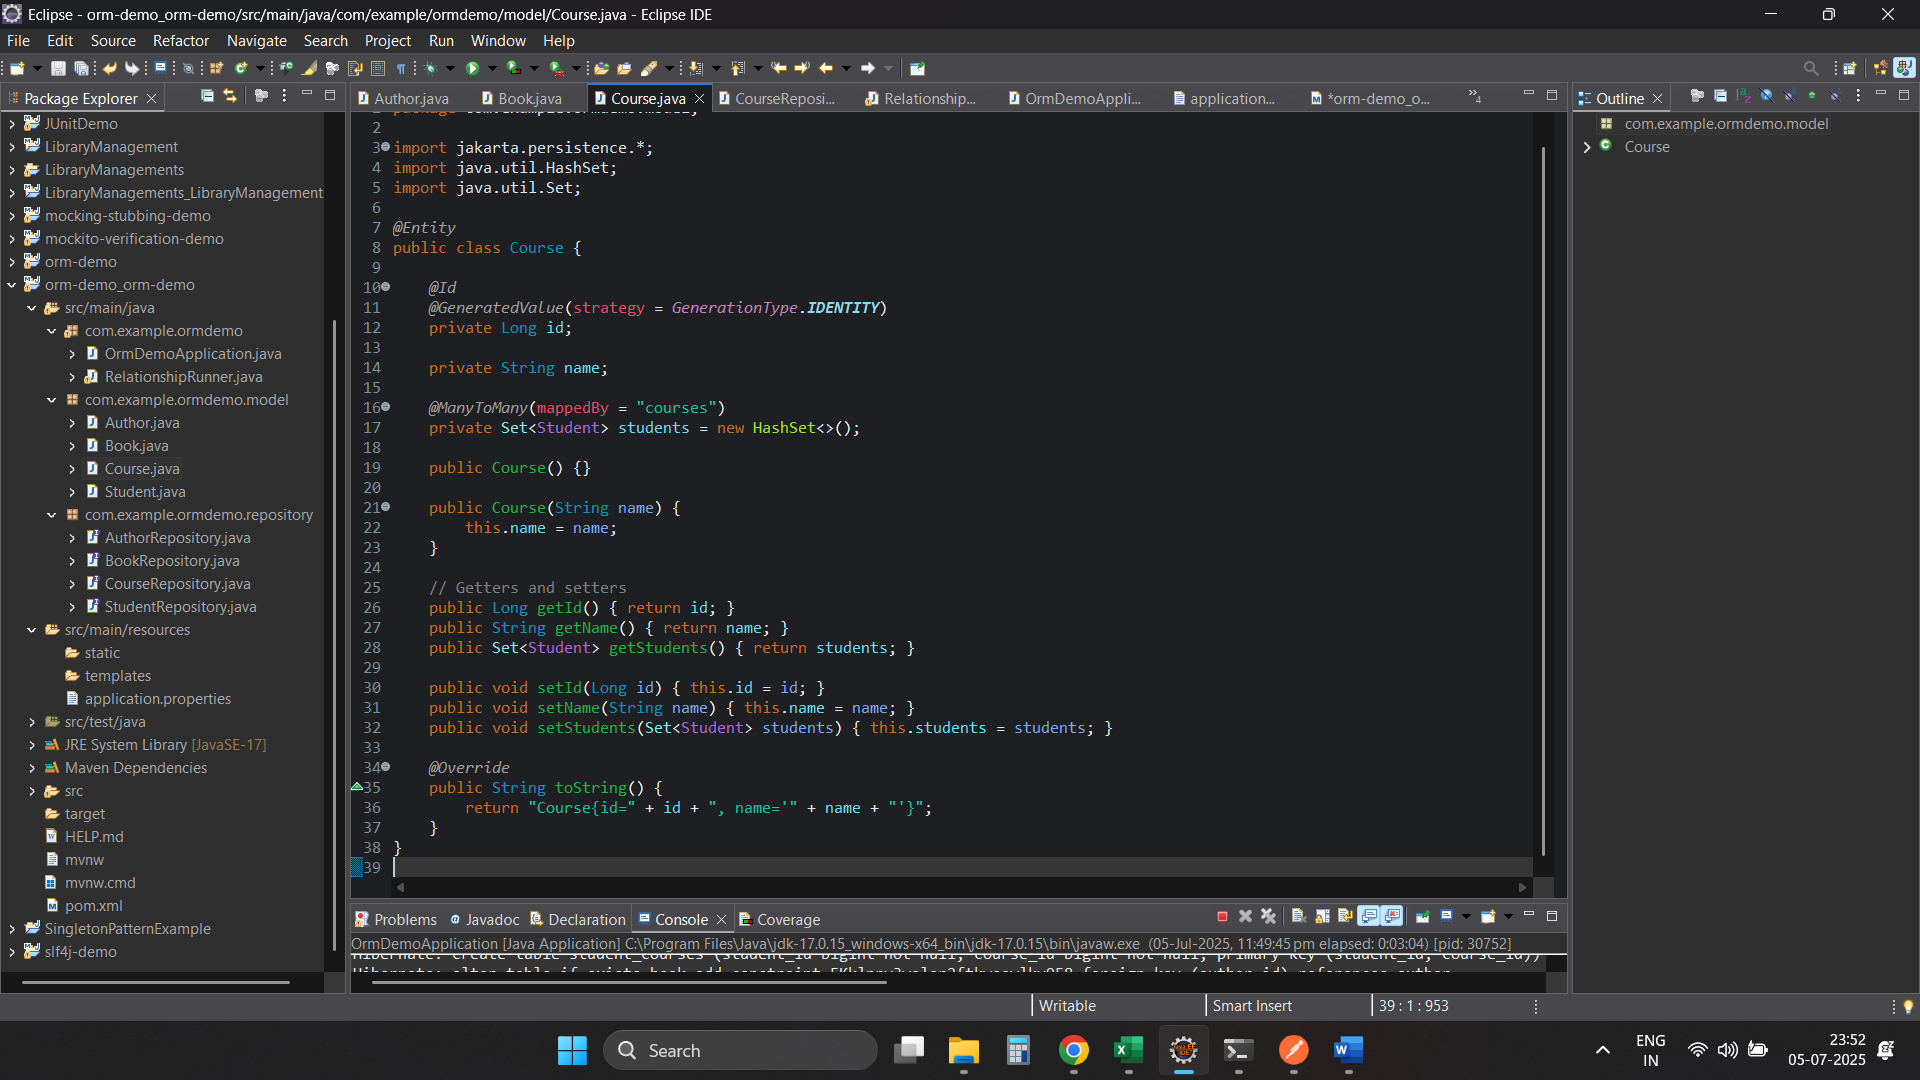 Eclipse - orm-demo_orm-demo/src/main/java/com/example/ormdemo/model/Course.java - Eclipse IDE
File Edit Source Refactor Navigate Search Project Run Window Help
Package Explorer
JUnitDemo
LibraryManagement
LibraryManagements
LibraryManagements_LibraryManagement
mocking-stubbing-demo
mockito-verification-demo
orm-demo
orm-demo_orm-demo
src/main/java
com.example.ormdemo
OrmDemoApplication.java
RelationshipRunner.java
com.example.ormdemo.model
Author.java
Book.java
Course.java
Student.java
com.example.ormdemo.repository
AuthorRepository.java
BookRepository.java
CourseRepository.java
StudentRepository.java
src/main/resources
static
templates
application.properties
src/test/java
JRE System Library [JavaSE-17]
Maven Dependencies
src
target
HELP.md
mvnw
mvnw.cmd
pom.xml
SingletonPatternExample
slf4j-demo
Author.java Book.java Course.java CourseReposi... Relationship... OrmDemoAppli... application... *orm-demo_o... »4
2
3 import jakarta.persistence.*;
4 import java.util.HashSet;
5 import java.util.Set;
6
7 @Entity
8 public class Course {
9
10 @Id
11 @GeneratedValue(strategy = GenerationType.IDENTITY)
12 private Long id;
13
14 private String name;
15
16 @ManyToMany(mappedBy = "courses")
17 private Set<Student> students = new HashSet<>();
18
19 public Course() {}
20
21 public Course(String name) {
22 this.name = name;
23 }
24
25 // Getters and setters
26 public Long getId() { return id; }
27 public String getName() { return name; }
28 public Set<Student> getStudents() { return students; }
29
30 public void setId(Long id) { this.id = id; }
31 public void setName(String name) { this.name = name; }
32 public void setStudents(Set<Student> students) { this.students = students; }
33
34 @Override
35 public String toString() {
36 return "Course{id=" + id + ", name='" + name + "'}";
37 }
38 }
39
Outline
com.example.ormdemo.model
Course
Problems Javadoc Declaration Console Coverage
OrmDemoApplication [Java Application] C:\Program Files\Java\jdk-17.0.15_windows-x64_bin\jdk-17.0.15\bin\javaw.exe (05-Jul-2025, 11:49:45 pm elapsed: 0:03:04) [pid: 30752]
Hibernate: create table student_courses (student_id bigint not null, course_id bigint not null, primary key (student_id, course_id))
Writable Smart Insert 39 : 1 : 953
Search
ENG
IN
23:52
05-07-2025